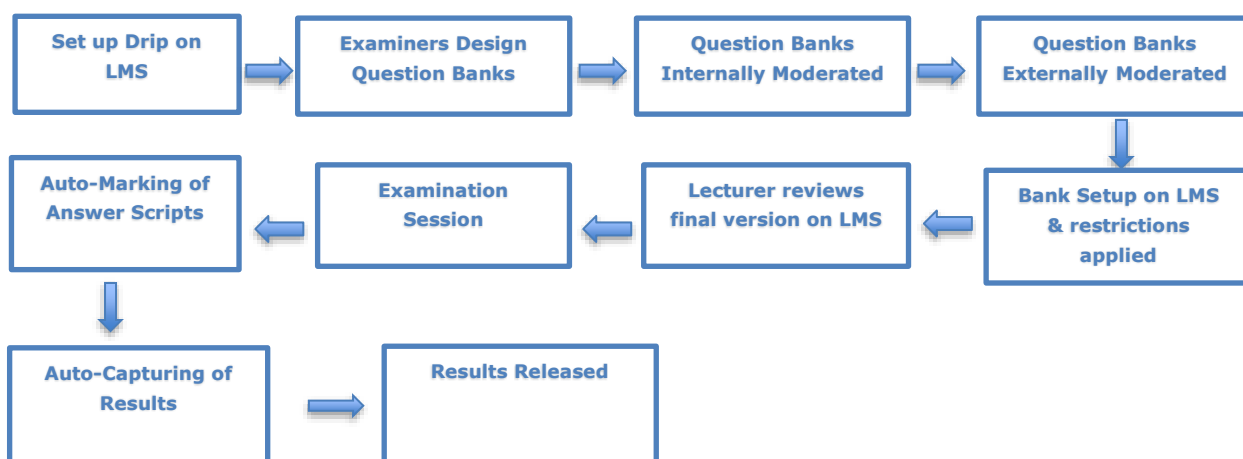 Set up Drip on
LMS
Examiners Design
Question Banks
Question Banks
Internally Moderated
Question Banks
Externally Moderated
Bank Setup on LMS
& restrictions
applied
Lecturer reviews
final version on LMS
Examination
Session
Auto-Marking of
Answer Scripts
Auto-Capturing of
Results
Results Released